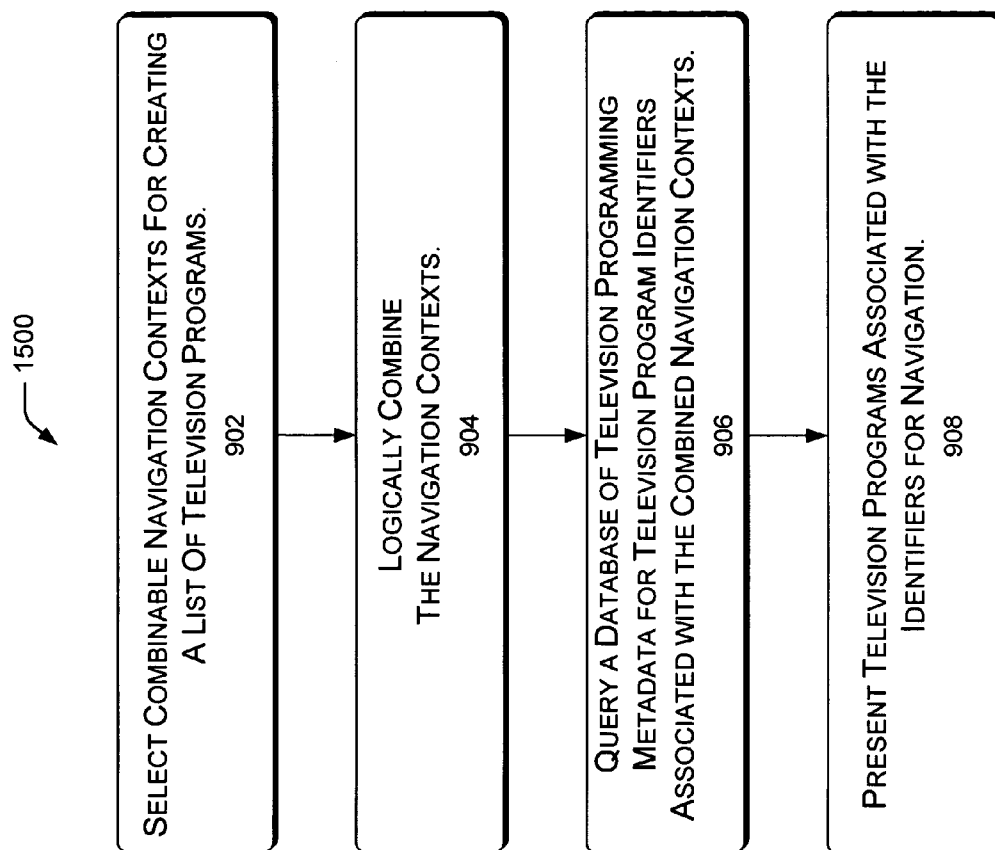 1500
SELECT COMBINABLE NAVIGATION CONTEXTS FOR CREATING
A LIST OF TELEVISION PROGRAMS.
902
LOGICALLY COMBINE
THE NAVIGATION CONTEXTS.
904
QUERY A DATABASE OF TELEVISION PROGRAMMING
METADATA FOR TELEVISION PROGRAM IDENTIFIERS
ASSOCIATED WITH THE COMBINED NAVIGATION CONTEXTS.
906
PRESENT TELEVISION PROGRAMS ASSOCIATED WITH THE
IDENTIFIERS FOR NAVIGATION.
908